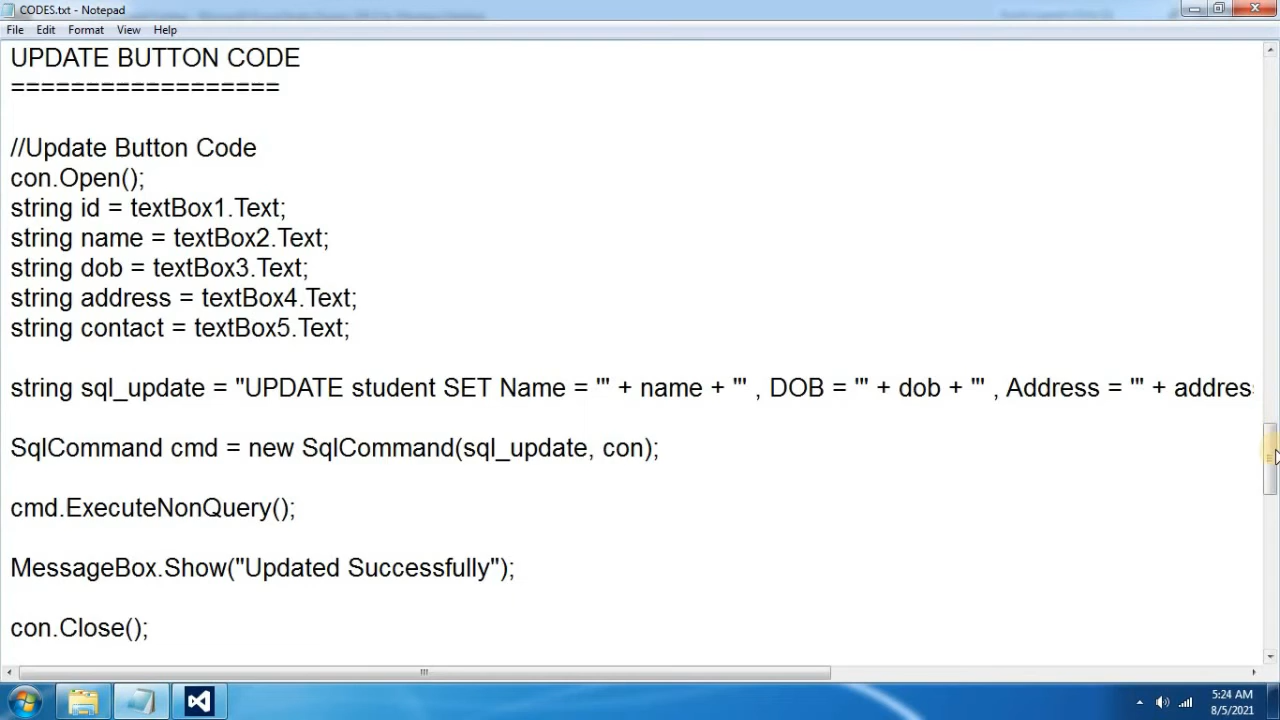 CODES.txt - Notepad
File Edit Format View Help
UPDATE BUTTON CODE
==================
//Update Button Code
con.Open();
string id = textBox1.Text;
string name = textBox2.Text;
string dob = textBox3.Text;
string address = textBox4.Text;
string contact = textBox5.Text;
string sql_update = "UPDATE student SET Name = '" + name + "' , DOB = '" + dob + "' , Address = '" + addres
SqlCommand cmd = new SqlCommand(sql_update, con);
cmd.ExecuteNonQuery();
MessageBox.Show("Updated Successfully");
con.Close();
5:24 AM
8/5/2021